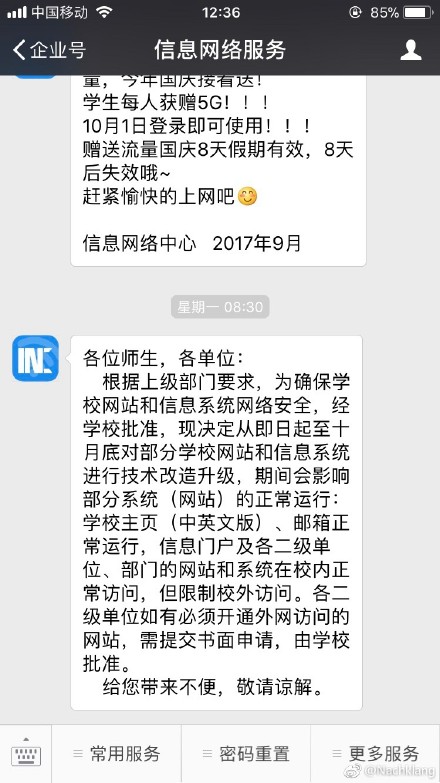 中国移动 12:36 85%
企业号 信息网络服务
量，今年国庆接着送！
学生每人获赠5G！！！
10月1日登录即可使用！！！
赠送流量国庆8天假期有效，8天
后失效哦~
赶紧愉快的上网吧😊
信息网络中心 2017年9月
星期一 08:30
IN
各位师生，各单位：
根据上级部门要求，为确保学
校网站和信息系统网络安全，经
学校批准，现决定从即日起至十
月底对部分学校网站和信息系统
进行技术改造升级，期间会影响
部分系统（网站）的正常运行：
学校主页（中英文版）、邮箱正
常运行，信息门户及各二级单
位、部门的网站和系统在校内正
常访问，但限制校外访问。各二
级单位如有必须开通外网访问的
网站，需提交书面申请，由学校
批准。
给您带来不便，敬请谅解。
常用服务 密码重置 更多服务
@Nachklang